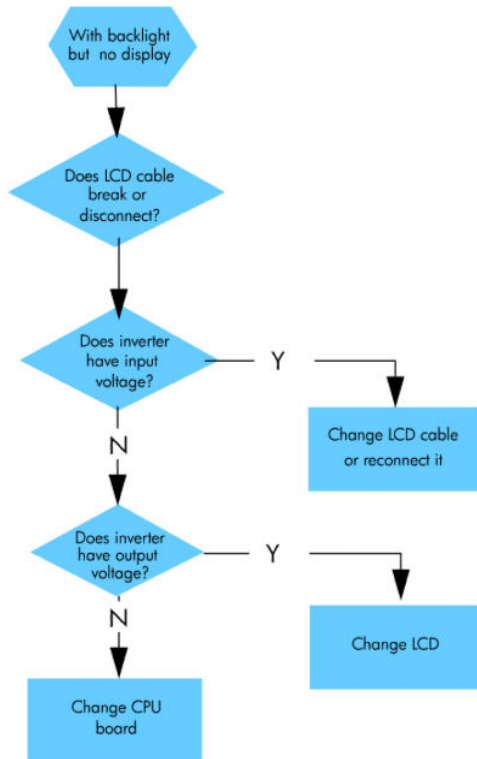 With backlight
but no display
Does LCD cable
break or
disconnect?
Does inverter
have input
voltage?
Y
Change LCD cable
or reconnect it
N
Does inverter
have output
voltage?
Y
Change LCD
N
Change CPU
board